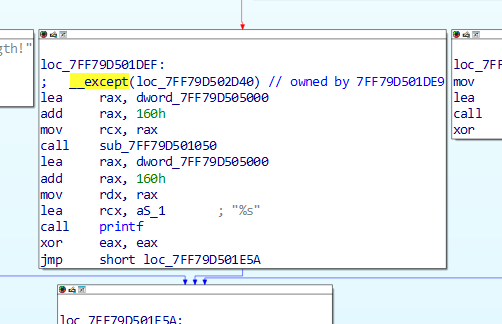 gth!"
loc_7FF79D501DEF:
;   __except(loc_7FF79D502D40) // owned by 7FF79D501DE9
lea     rax, dword_7FF79D505000
add     rax, 160h
mov     rcx, rax
call    sub_7FF79D501050
lea     rax, dword_7FF79D505000
add     rax, 160h
mov     rdx, rax
lea     rcx, aS_1       ; "%s"
call    printf
xor     eax, eax
jmp     short loc_7FF79D501E5A
loc_7FF
mov
lea
call
xor
loc_7FF79D501E5A: